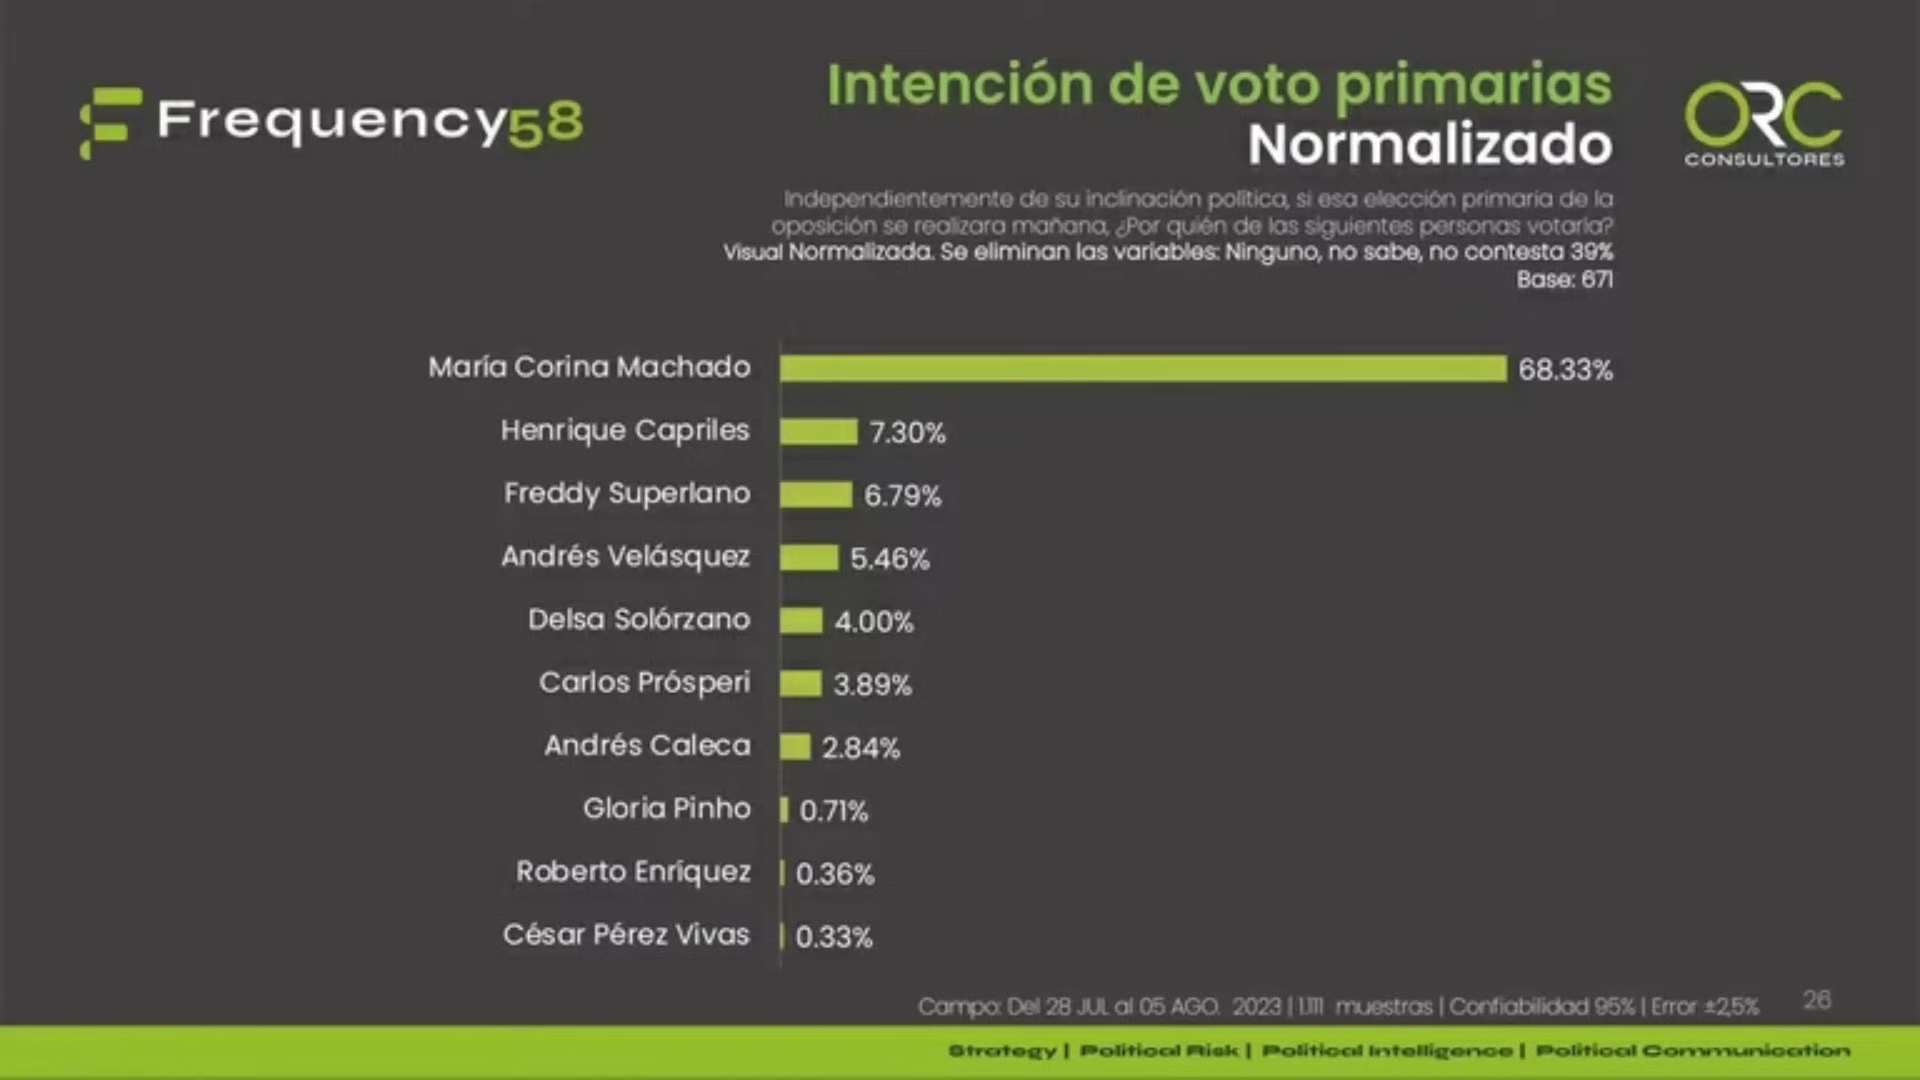 Frequency58
Intención de voto primarias
Normalizado
ORC
CONSULTORES
Independientemente de su inclinación política, si esa elección primaria de la
oposición se realizara mañana, ¿Por quién de las siguientes personas votaría?
Visual Normalizada. Se eliminan las variables: Ninguno, no sabe, no contesta 39%
Base: 671
María Corina Machado 68.33%
Henrique Capriles 7.30%
Freddy Superlano 6.79%
Andrés Velásquez 5.46%
Delsa Solórzano 4.00%
Carlos Prósperi 3.89%
Andrés Caleca 2.84%
Gloria Pinho 0.71%
Roberto Enríquez 0.36%
César Pérez Vivas 0.33%
Campo: Del 28 JUL al 05 AGO. 2023 | 1.111 muestras | Confiabilidad 95% | Error ±2,5%
26
Strategy | Political Risk | Political Intelligence | Political Communication